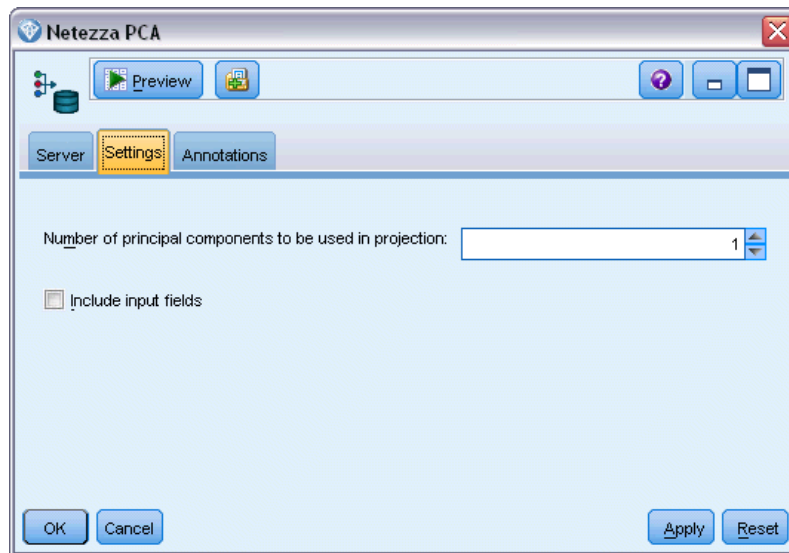 Netezza PCA
Preview
Server
Settings
Annotations
Number of principal components to be used in projection:
1
Include input fields
OK
Cancel
Apply
Reset